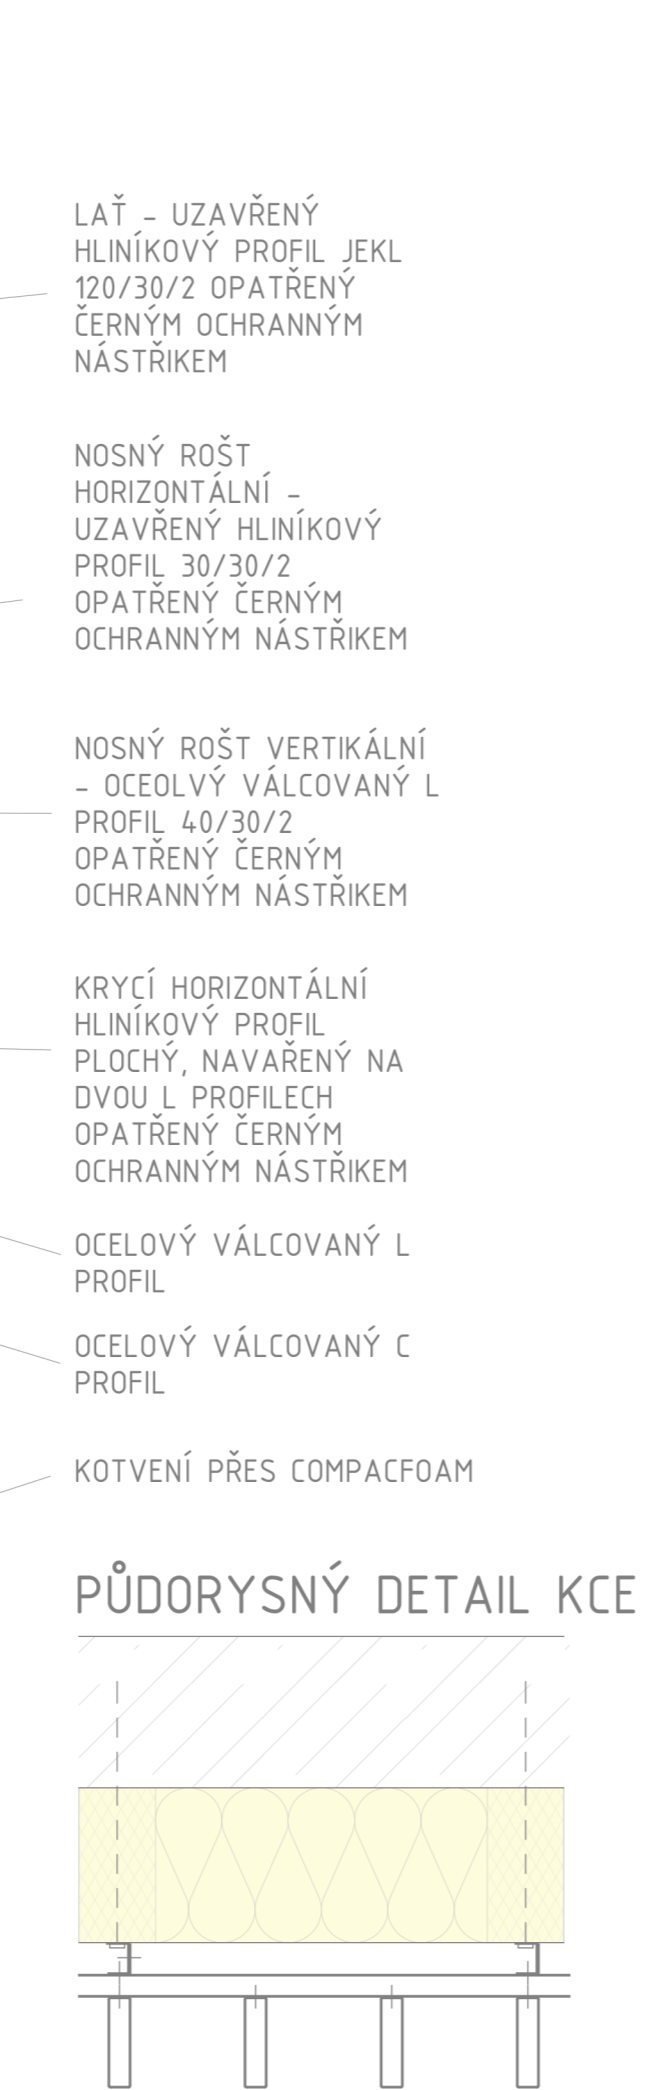 LAŤ - UZAVŘENÝ
HLINÍKOVÝ PROFIL JEKL
120/30/2 OPATŘENÝ
ČERNÝM OCHRANNÝM
NÁSTŘIKEM
NOSNÝ ROŠT
HORIZONTÁLNÍ -
UZAVŘENÝ HLINÍKOVÝ
PROFIL 30/30/2
OPATŘENÝ ČERNÝM
OCHRANNÝM NÁSTŘIKEM
NOSNÝ ROŠT VERTIKÁLNÍ
- OCEOLVÝ VÁLCOVANÝ L
PROFIL 40/30/2
OPATŘENÝ ČERNÝM
OCHRANNÝM NÁSTŘIKEM
KRYCÍ HORIZONTÁLNÍ
HLINÍKOVÝ PROFIL
PLOCHÝ, NAVAŘENÝ NA
DVOU L PROFILECH
OPATŘENÝ ČERNÝM
OCHRANNÝM NÁSTŘIKEM
OCELOVÝ VÁLCOVANÝ L
PROFIL
OCELOVÝ VÁLCOVANÝ C
PROFIL
KOTVENÍ PŘES COMPACFOAM
PŮDORYSNÝ DETAIL KCE